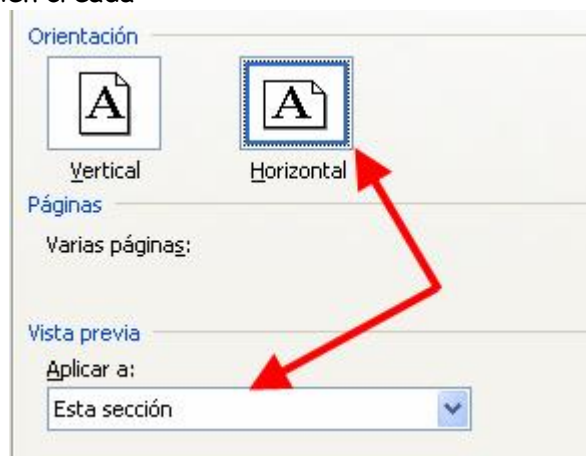 Orientación
A A
Vertical Horizontal
Páginas
Varias páginas:
Vista previa
Aplicar a:
Esta sección